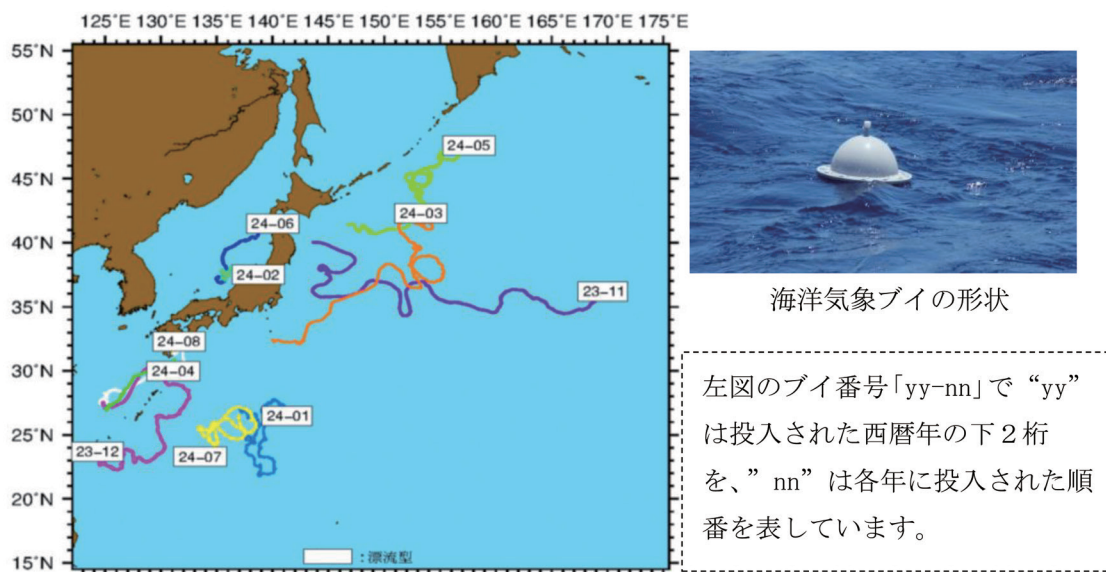 125°E 130°E 135°E 140°E 145°E 150°E 155°E 160°E 165°E 170°E 175°E
55°N
50°N
45°N
40°N
35°N
30°N
25°N
20°N
15°N
24-05
24-03
24-06
24-02
23-11
24-08
24-04
24-01
23-12
24-07
:漂流型
海洋気象ブイの形状
左図のブイ番号「yy-nn」で “yy”
は投入された西暦年の下2桁
を、”nn”は各年に投入された順
番を表しています。